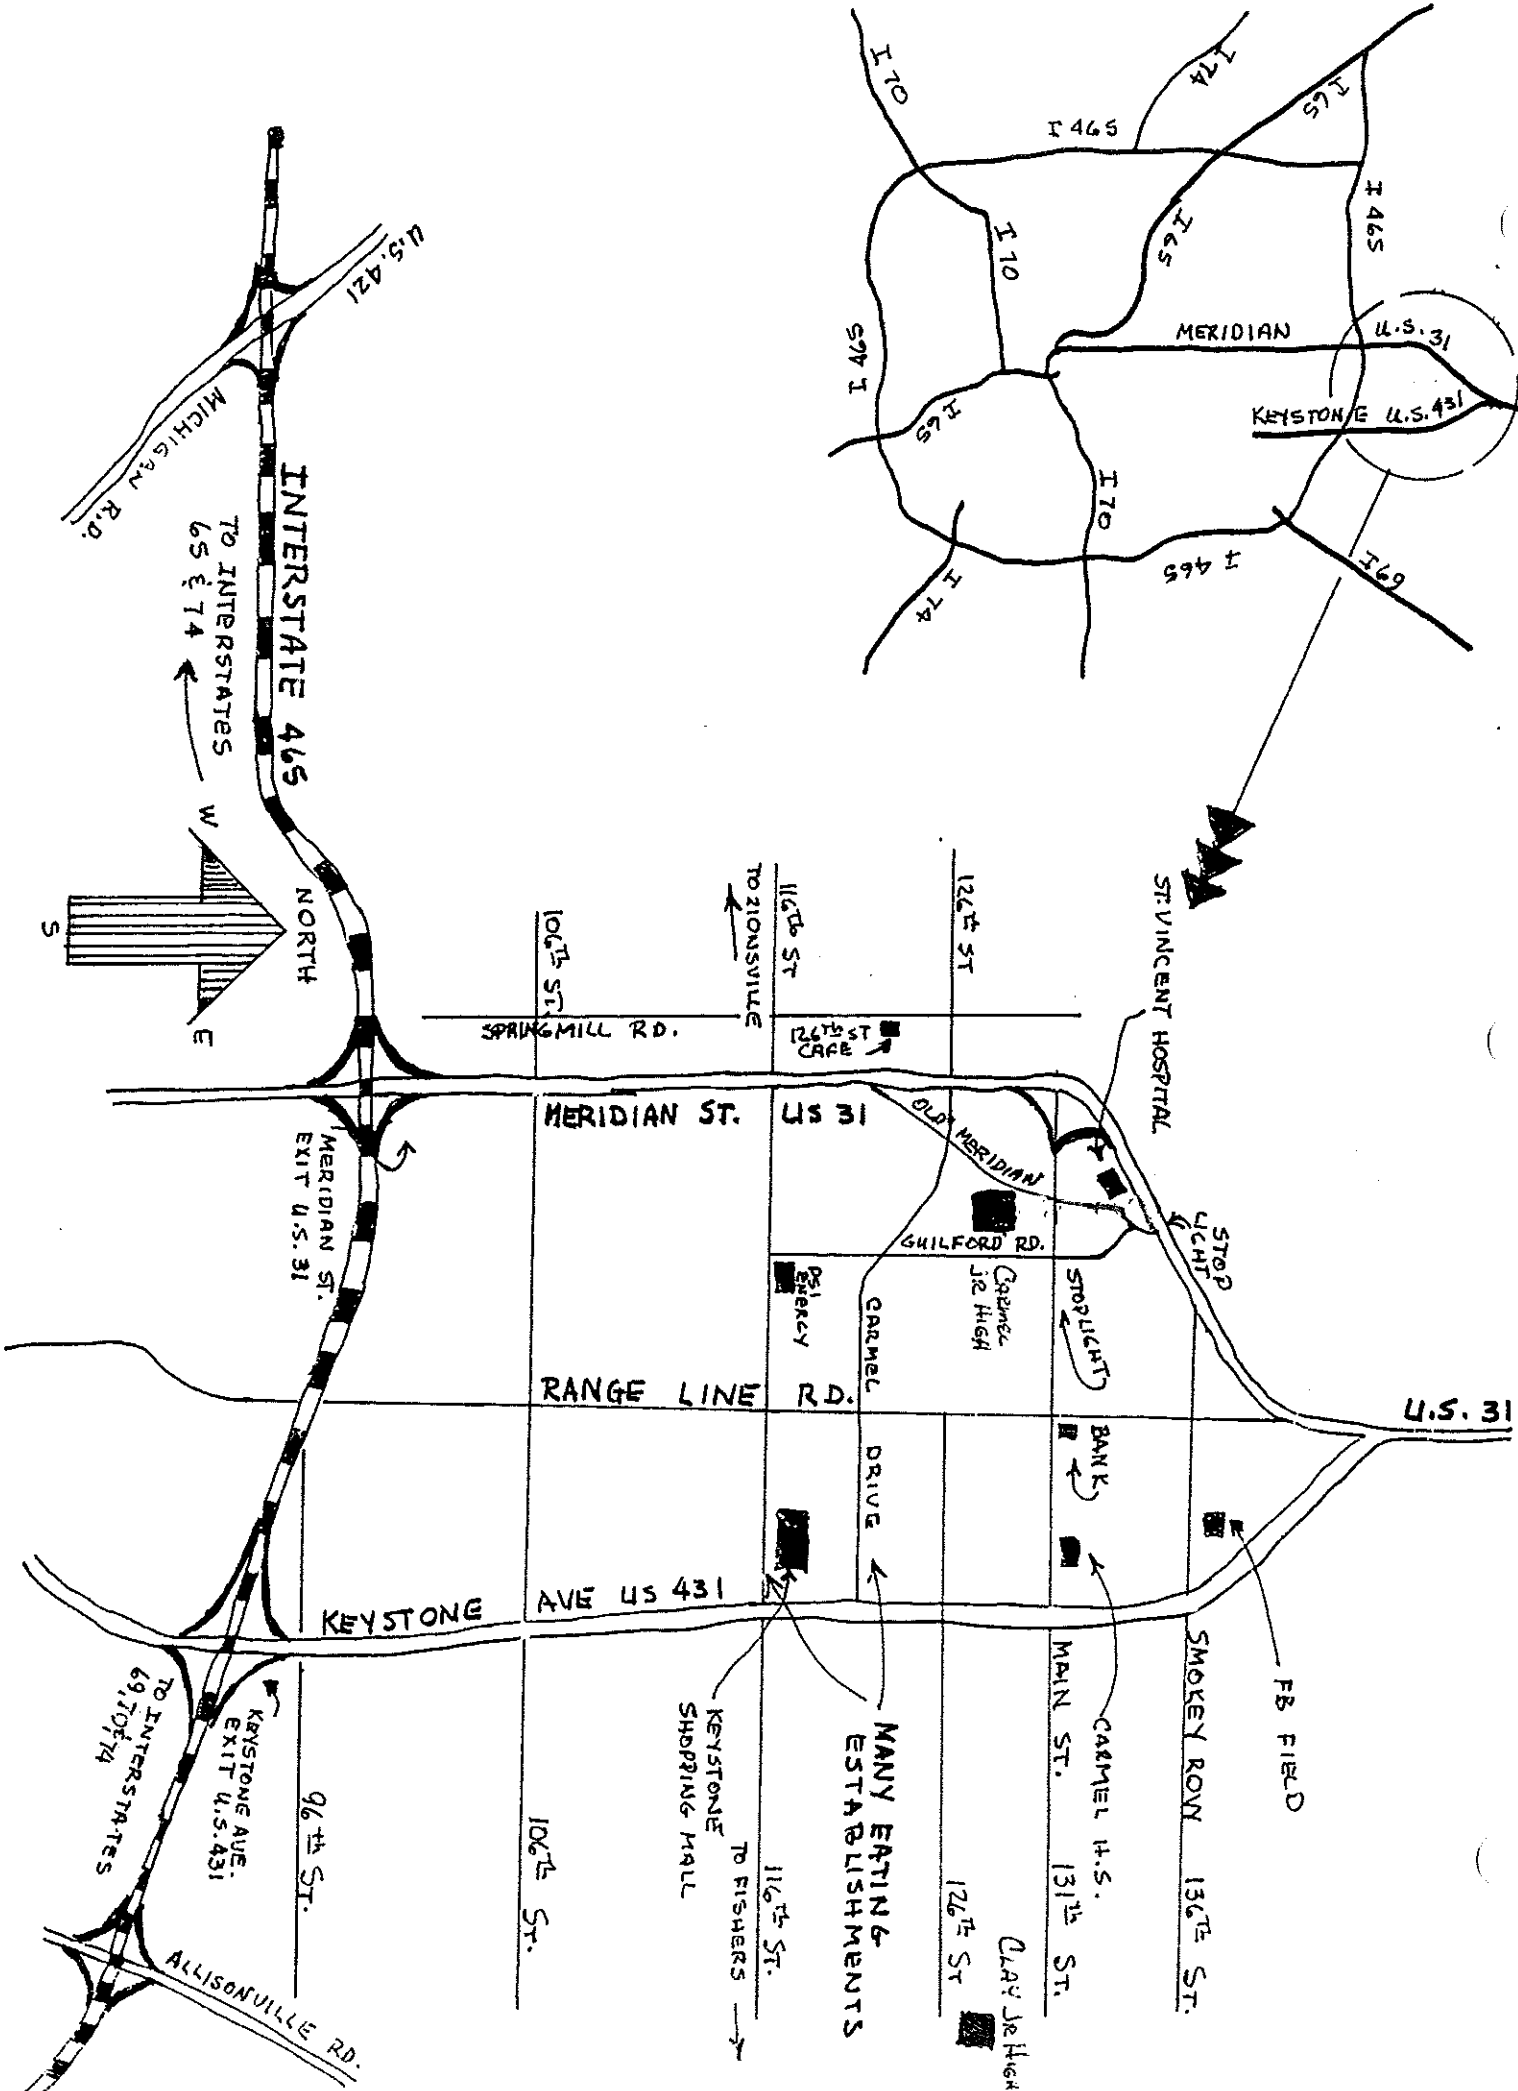 I 70
I 74
I 65
I 465
I 465
I 70
I 65
MERIDIAN
U.S. 31
KEYSTONE U.S. 431
I 465
I 65
I 70
I 465
I 69
I 74
U.S. 421
MICHIGAN RD.
INTERSTATE 465
TO INTERSTATES
65 & 74
W
NORTH
S
E
ST. VINCENT HOSPITAL
126TH ST
116TH ST
TO ZIONSVILLE
106TH ST.
SPRINGMILL RD.
126TH ST
CAFE
MERIDIAN ST.
US 31
OLD MERIDIAN
MERIDIAN ST.
EXIT U.S. 31
STOP
LIGHT
GUILFORD RD.
CARMEL
JR HIGH
STOPLIGHT
PSI
ENERGY
CARMEL DRIVE
RANGE LINE RD.
U.S. 31
BANK
KEYSTONE AVE US 431
FB FIELD
SMOKEY ROW 136TH ST.
CARMEL H.S.
MAIN ST. 131TH ST.
CLAY JR HIGH
126TH ST
MANY EATING
ESTABLISHMENTS
116TH ST.
TO FISHERS
KEYSTONE
SHOPPING MALL
106TH ST.
96th ST.
KEYSTONE AVE.
EXIT U.S. 431
TO INTERSTATES
69, 70 & 74
ALLISONVILLE RD.